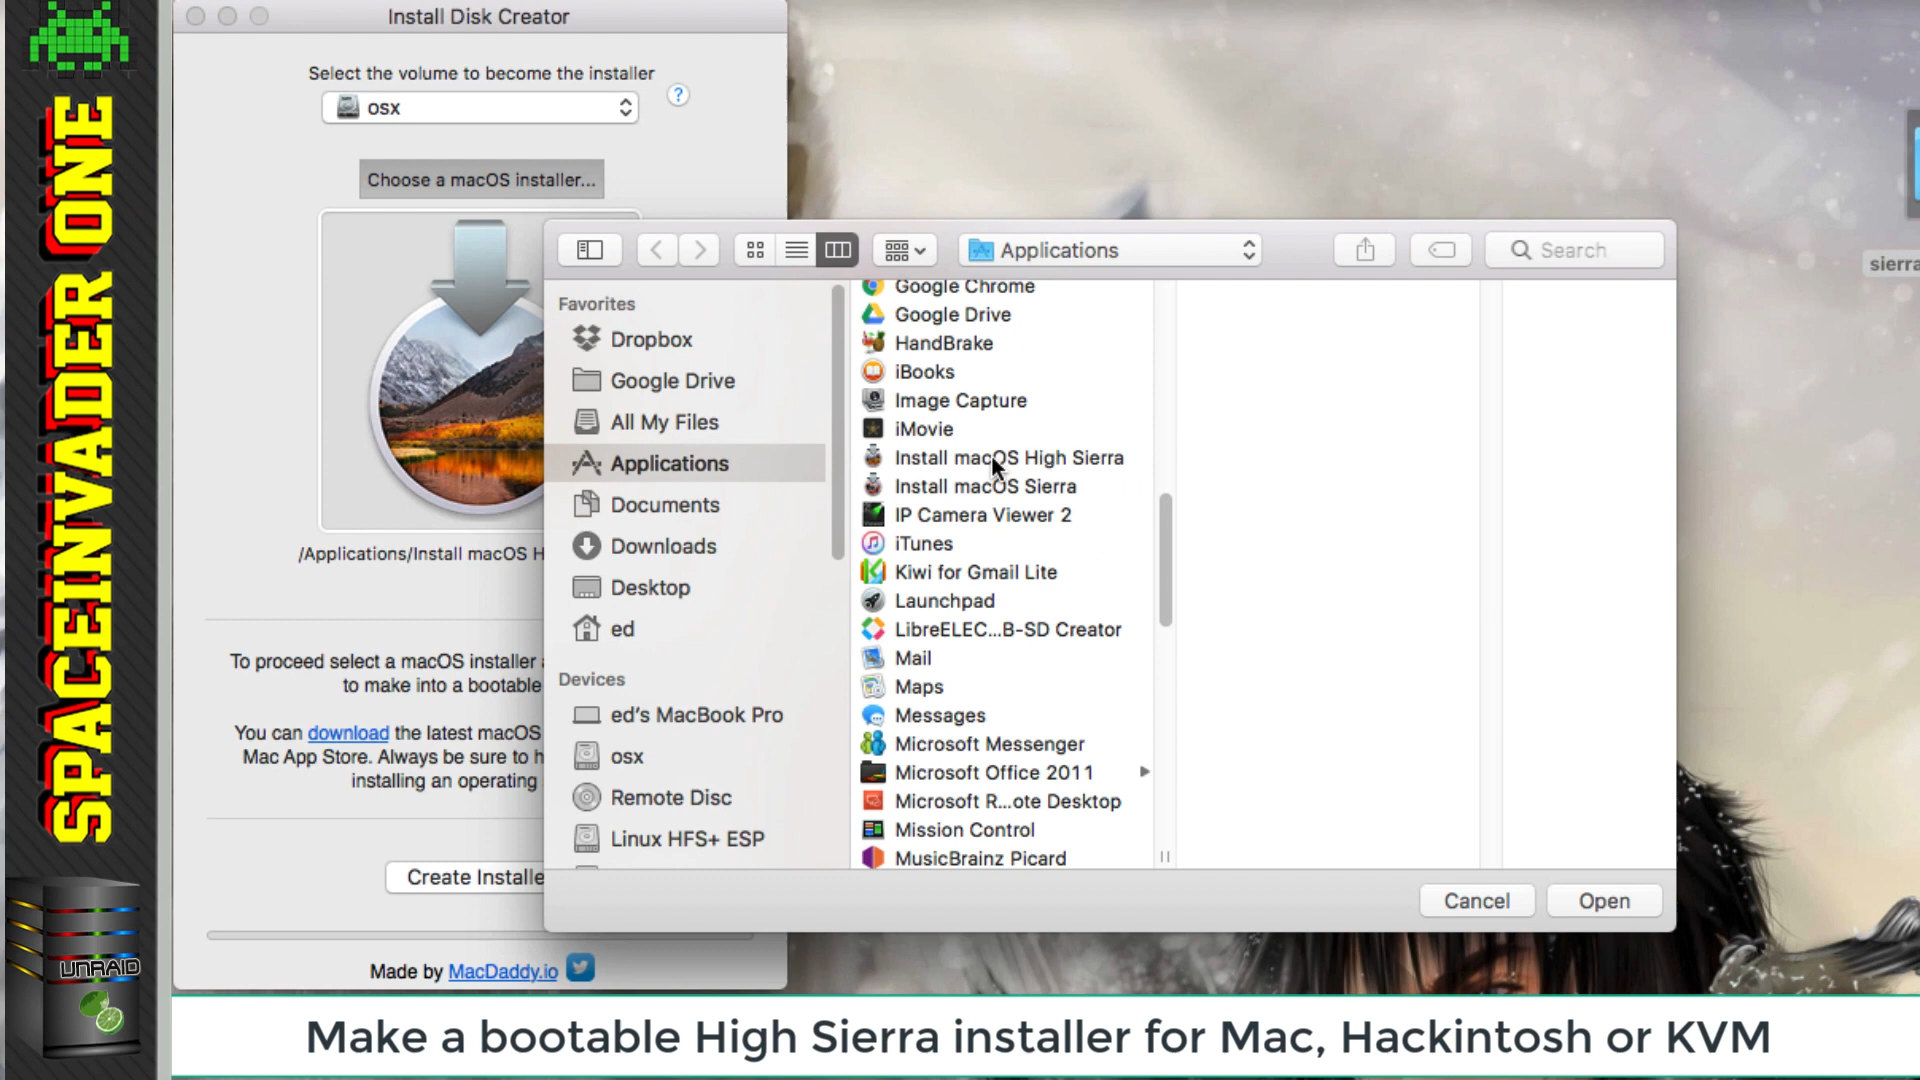 SPACEINVADER ONE
UNRAID
Install Disk Creator
Select the volume to become the installer
osx
?
Choose a macOS installer...
/Applications/Install macOS H
To proceed select a macOS installer
to make into a bootable
You can download the latest macOS
Mac App Store. Always be sure to h
installing an operating
Create Installe
Made by MacDaddy.io
Applications
Search
Favorites
Dropbox
Google Drive
All My Files
Applications
Documents
Downloads
Desktop
ed
Devices
ed's MacBook Pro
osx
Remote Disc
Linux HFS+ ESP
Google Chrome
Google Drive
HandBrake
iBooks
Image Capture
iMovie
Install macOS High Sierra
Install macOS Sierra
IP Camera Viewer 2
iTunes
Kiwi for Gmail Lite
Launchpad
LibreELEC...B-SD Creator
Mail
Maps
Messages
Microsoft Messenger
Microsoft Office 2011
Microsoft R...ote Desktop
Mission Control
MusicBrainz Picard
Cancel
Open
sierra
Make a bootable High Sierra installer for Mac, Hackintosh or KVM